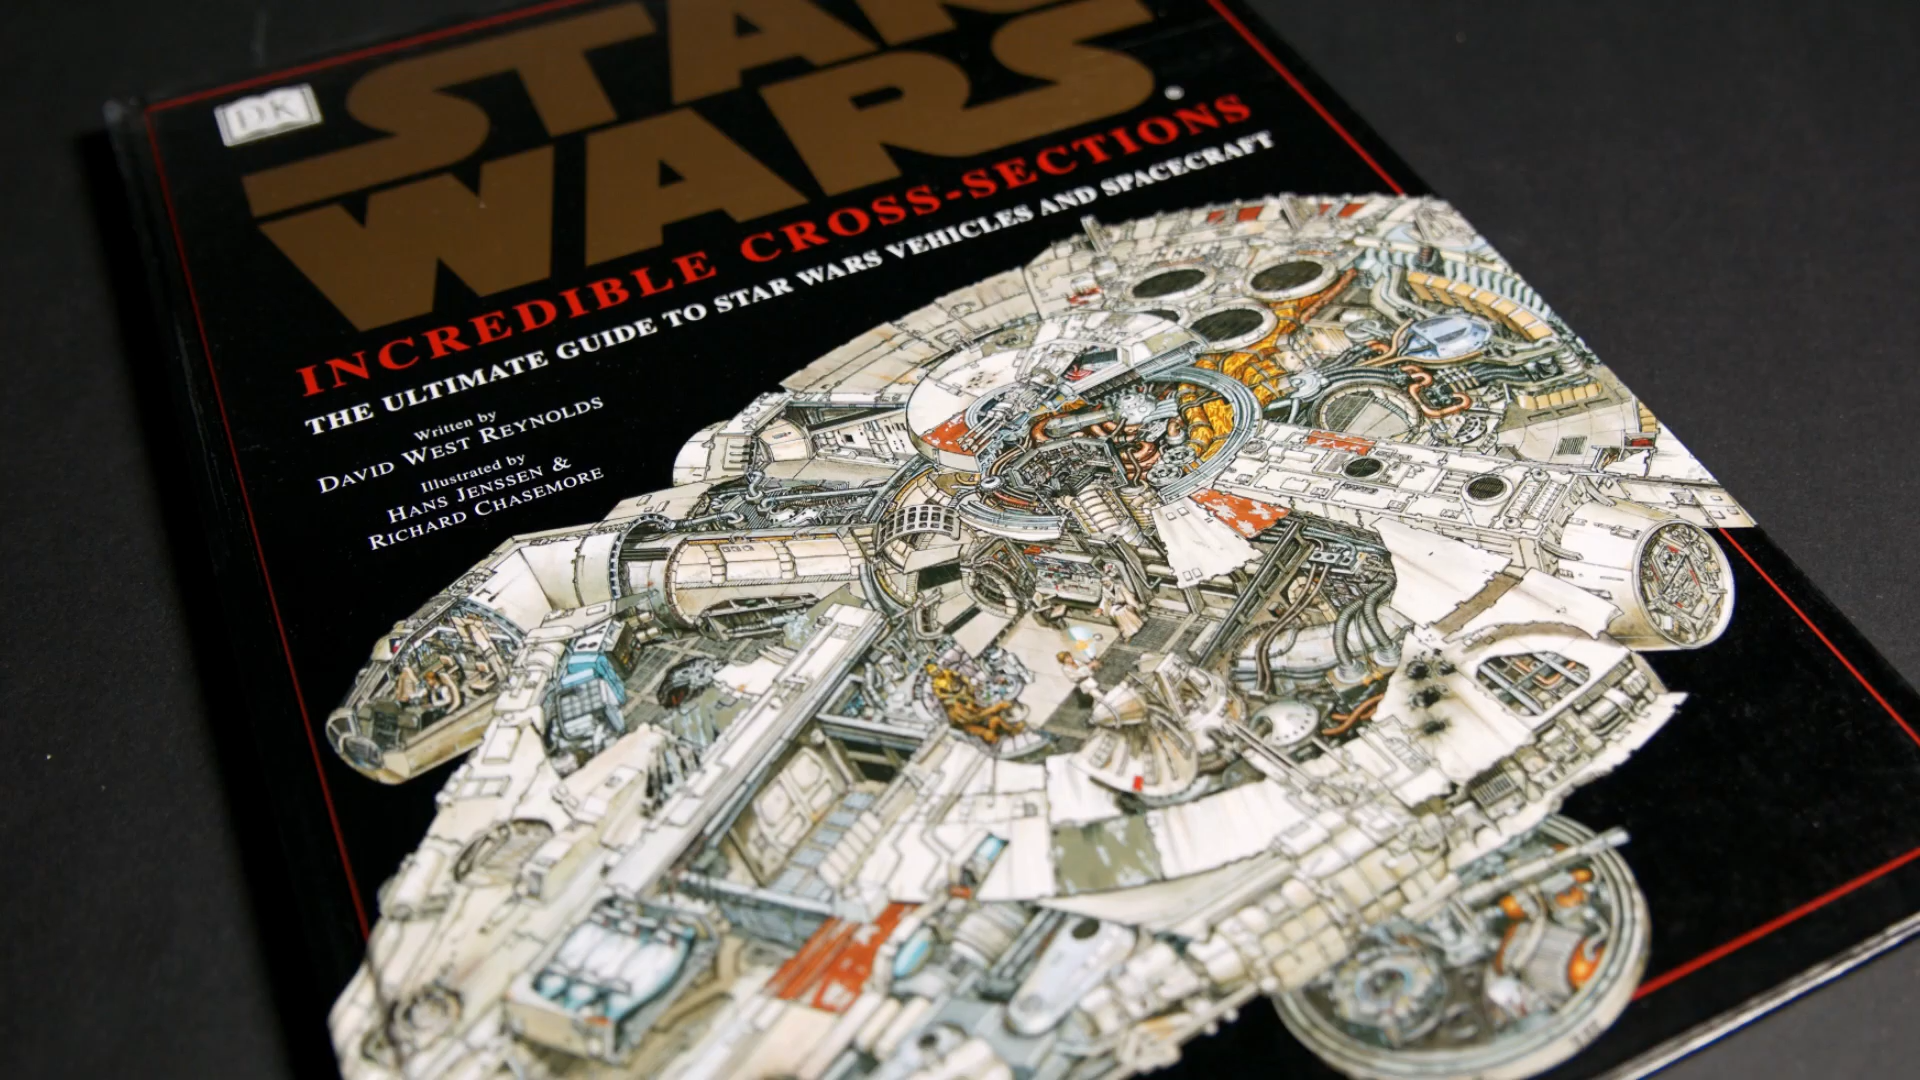 DK
STAR
WARS
INCREDIBLE CROSS-SECTIONS
THE ULTIMATE GUIDE TO STAR WARS VEHICLES AND SPACECRAFT
Written by
DAVID WEST REYNOLDS
Illustrated by
HANS JENSSEN &
RICHARD CHASEMORE